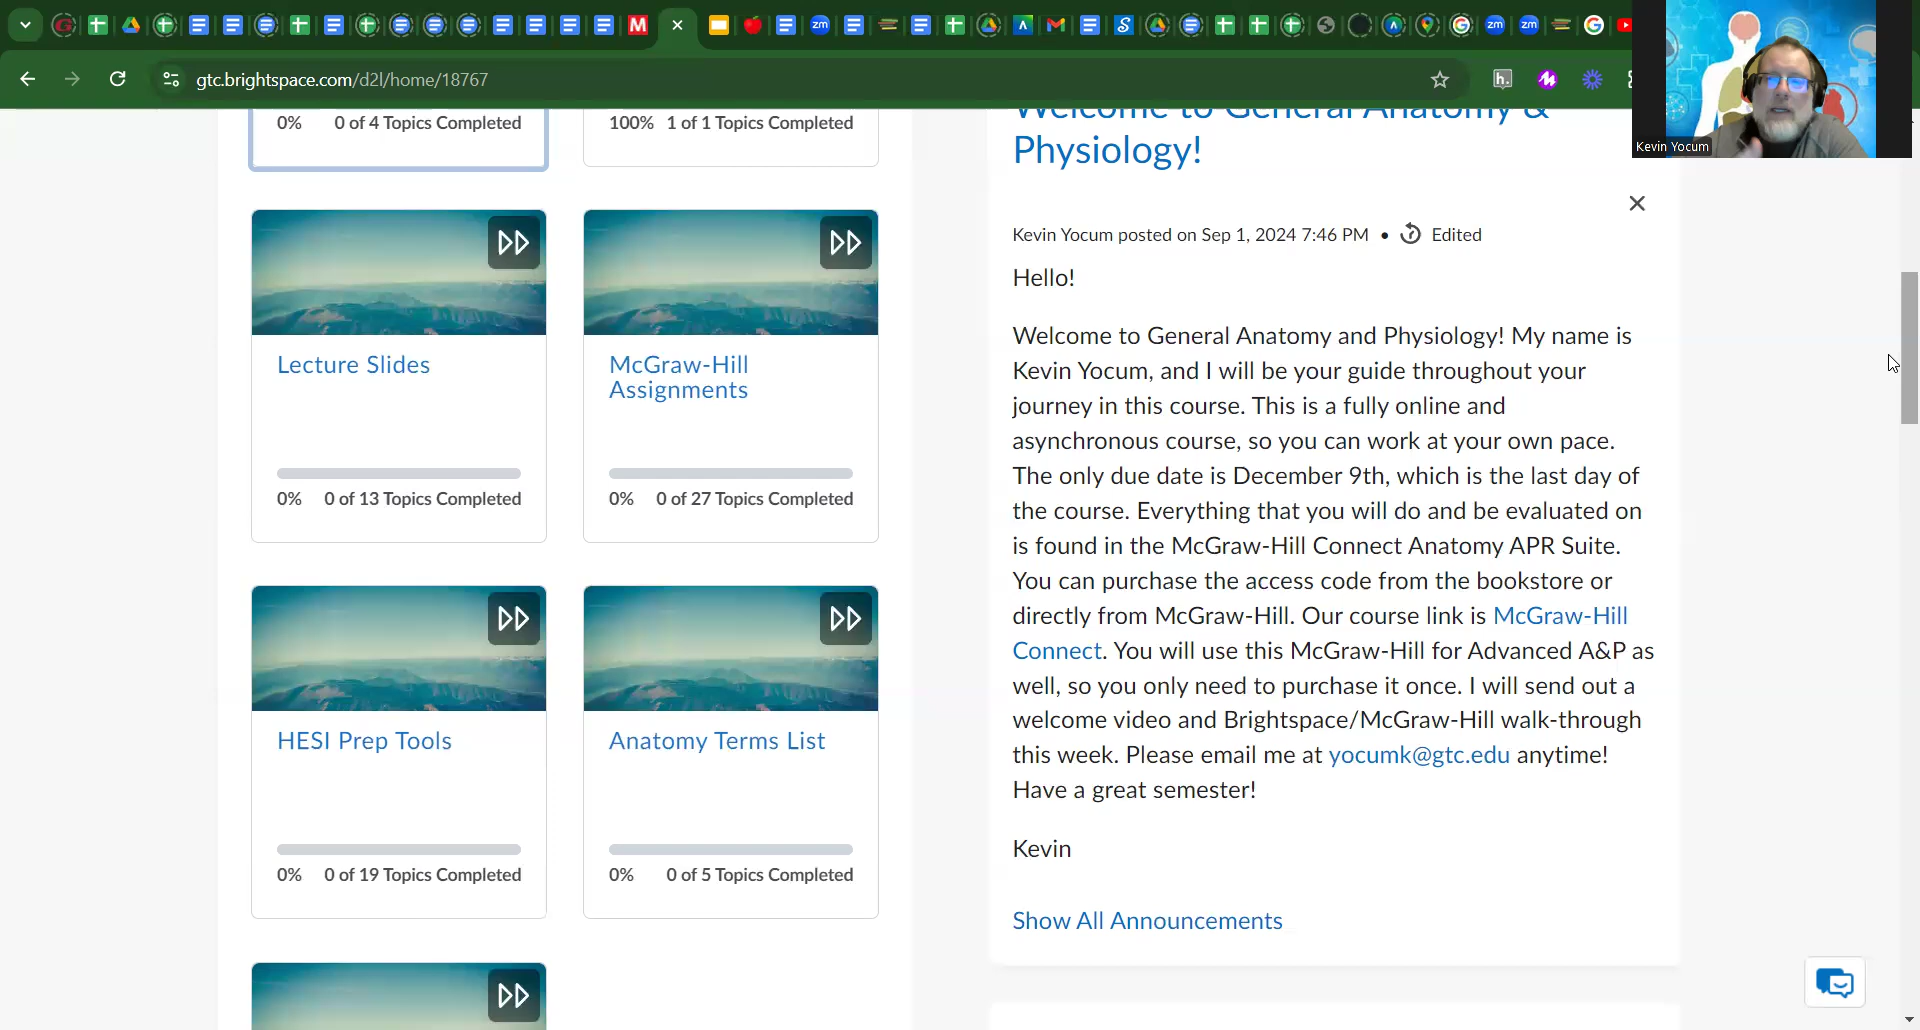 gtc.brightspace.com/d2l/home/18767
Kevin Yocum
0% 0 of 4 Topics Completed
100% 1 of 1 Topics Completed
Lecture Slides
0% 0 of 13 Topics Completed
McGraw-Hill
Assignments
0% 0 of 27 Topics Completed
HESI Prep Tools
0% 0 of 19 Topics Completed
Anatomy Terms List
0% 0 of 5 Topics Completed
Welcome to General Anatomy &
Physiology!
Kevin Yocum posted on Sep 1, 2024 7:46 PM • Edited
Hello!
Welcome to General Anatomy and Physiology! My name is
Kevin Yocum, and I will be your guide throughout your
journey in this course. This is a fully online and
asynchronous course, so you can work at your own pace.
The only due date is December 9th, which is the last day of
the course. Everything that you will do and be evaluated on
is found in the McGraw-Hill Connect Anatomy APR Suite.
You can purchase the access code from the bookstore or
directly from McGraw-Hill. Our course link is McGraw-Hill
Connect. You will use this McGraw-Hill for Advanced A&P as
well, so you only need to purchase it once. I will send out a
welcome video and Brightspace/McGraw-Hill walk-through
this week. Please email me at yocumk@gtc.edu anytime!
Have a great semester!
Kevin
Show All Announcements